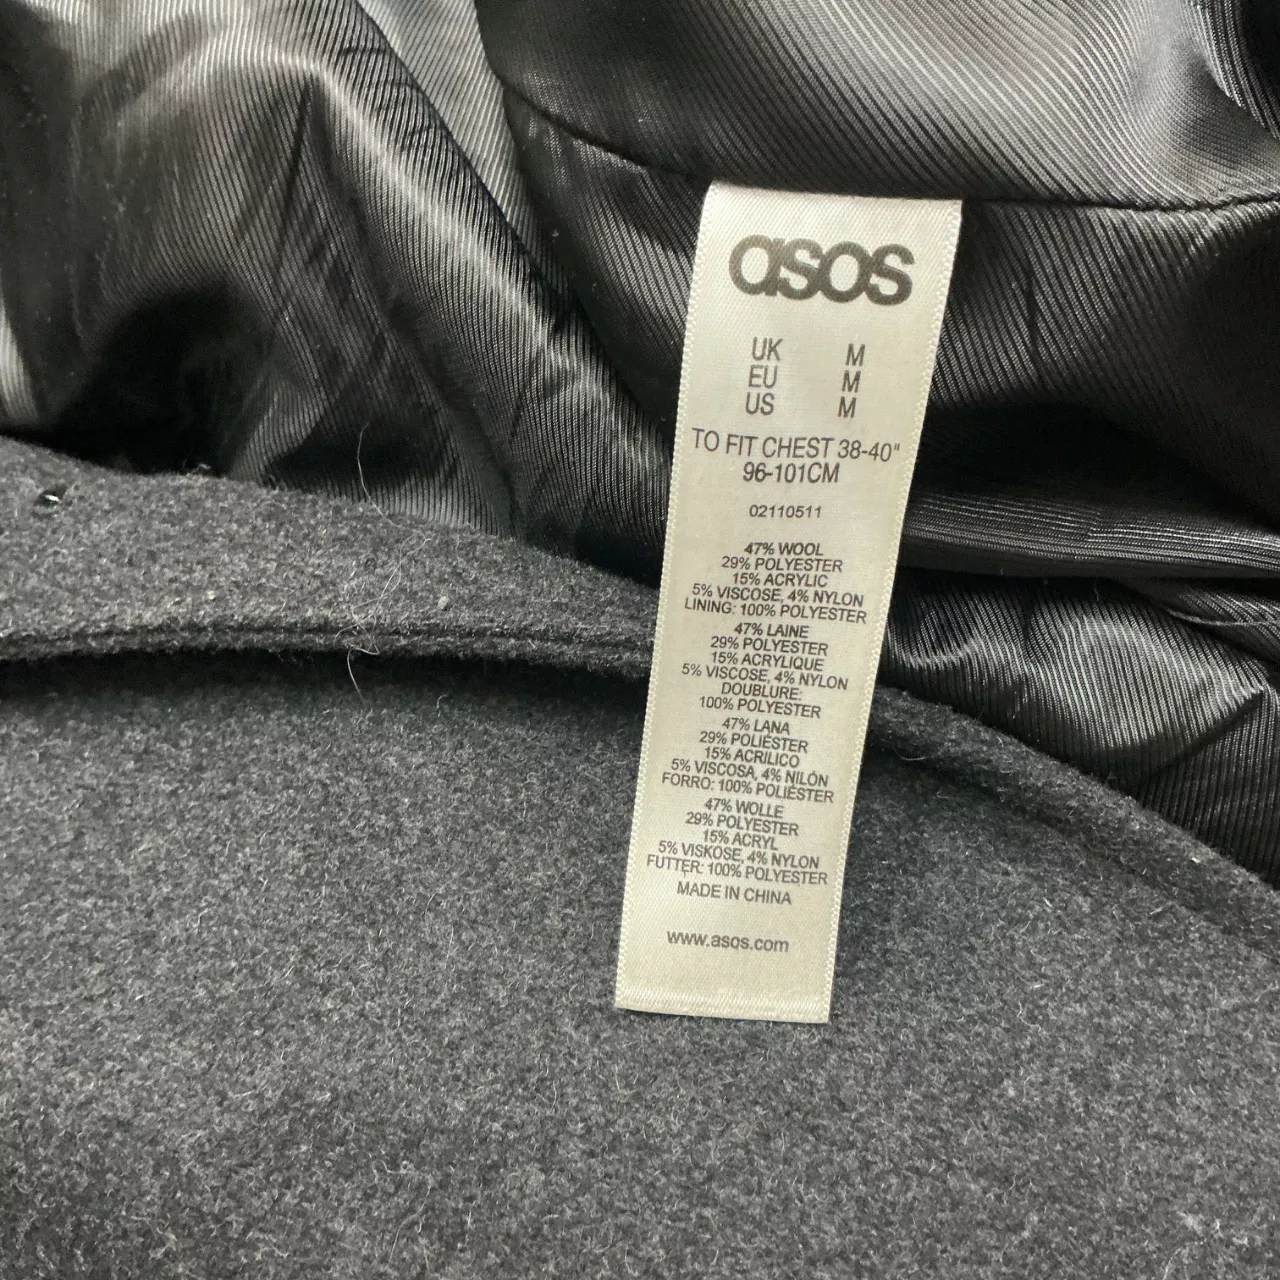 asos
UK M
EU M
US M
TO FIT CHEST 38-40"
96-101CM
02110511
47% WOOL
29% POLYESTER
15% ACRYLIC
5% VISCOSE, 4% NYLON
LINING: 100% POLYESTER
47% LAINE
29% POLYESTER
15% ACRYLIQUE
5% VISCOSE, 4% NYLON
DOUBLURE:
100% POLYESTER
47% LANA
29% POLIÉSTER
15% ACRILICO
5% VISCOSA, 4% NILÓN
FORRO: 100% POLIÉSTER
47% WOLLE
29% POLYESTER
15% ACRYL
5% VISKOSE, 4% NYLON
FUTTER: 100% POLYESTER
MADE IN CHINA
www.asos.com